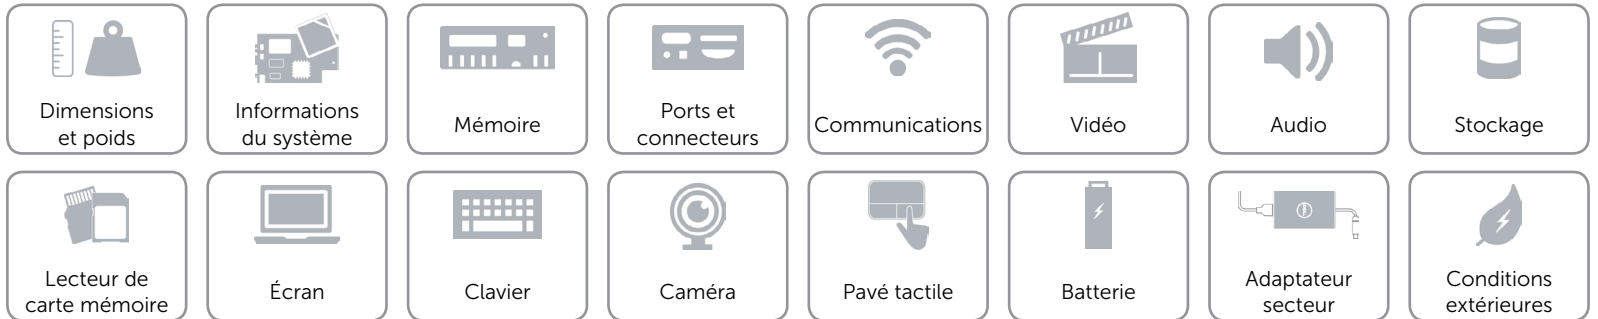 Dimensions
et poids
Informations
du système
Mémoire
Ports et
connecteurs
Communications
Vidéo
Audio
Stockage
Lecteur de
carte mémoire
Écran
Clavier
Caméra
Pavé tactile
Batterie
Adaptateur
secteur
Conditions
extérieures